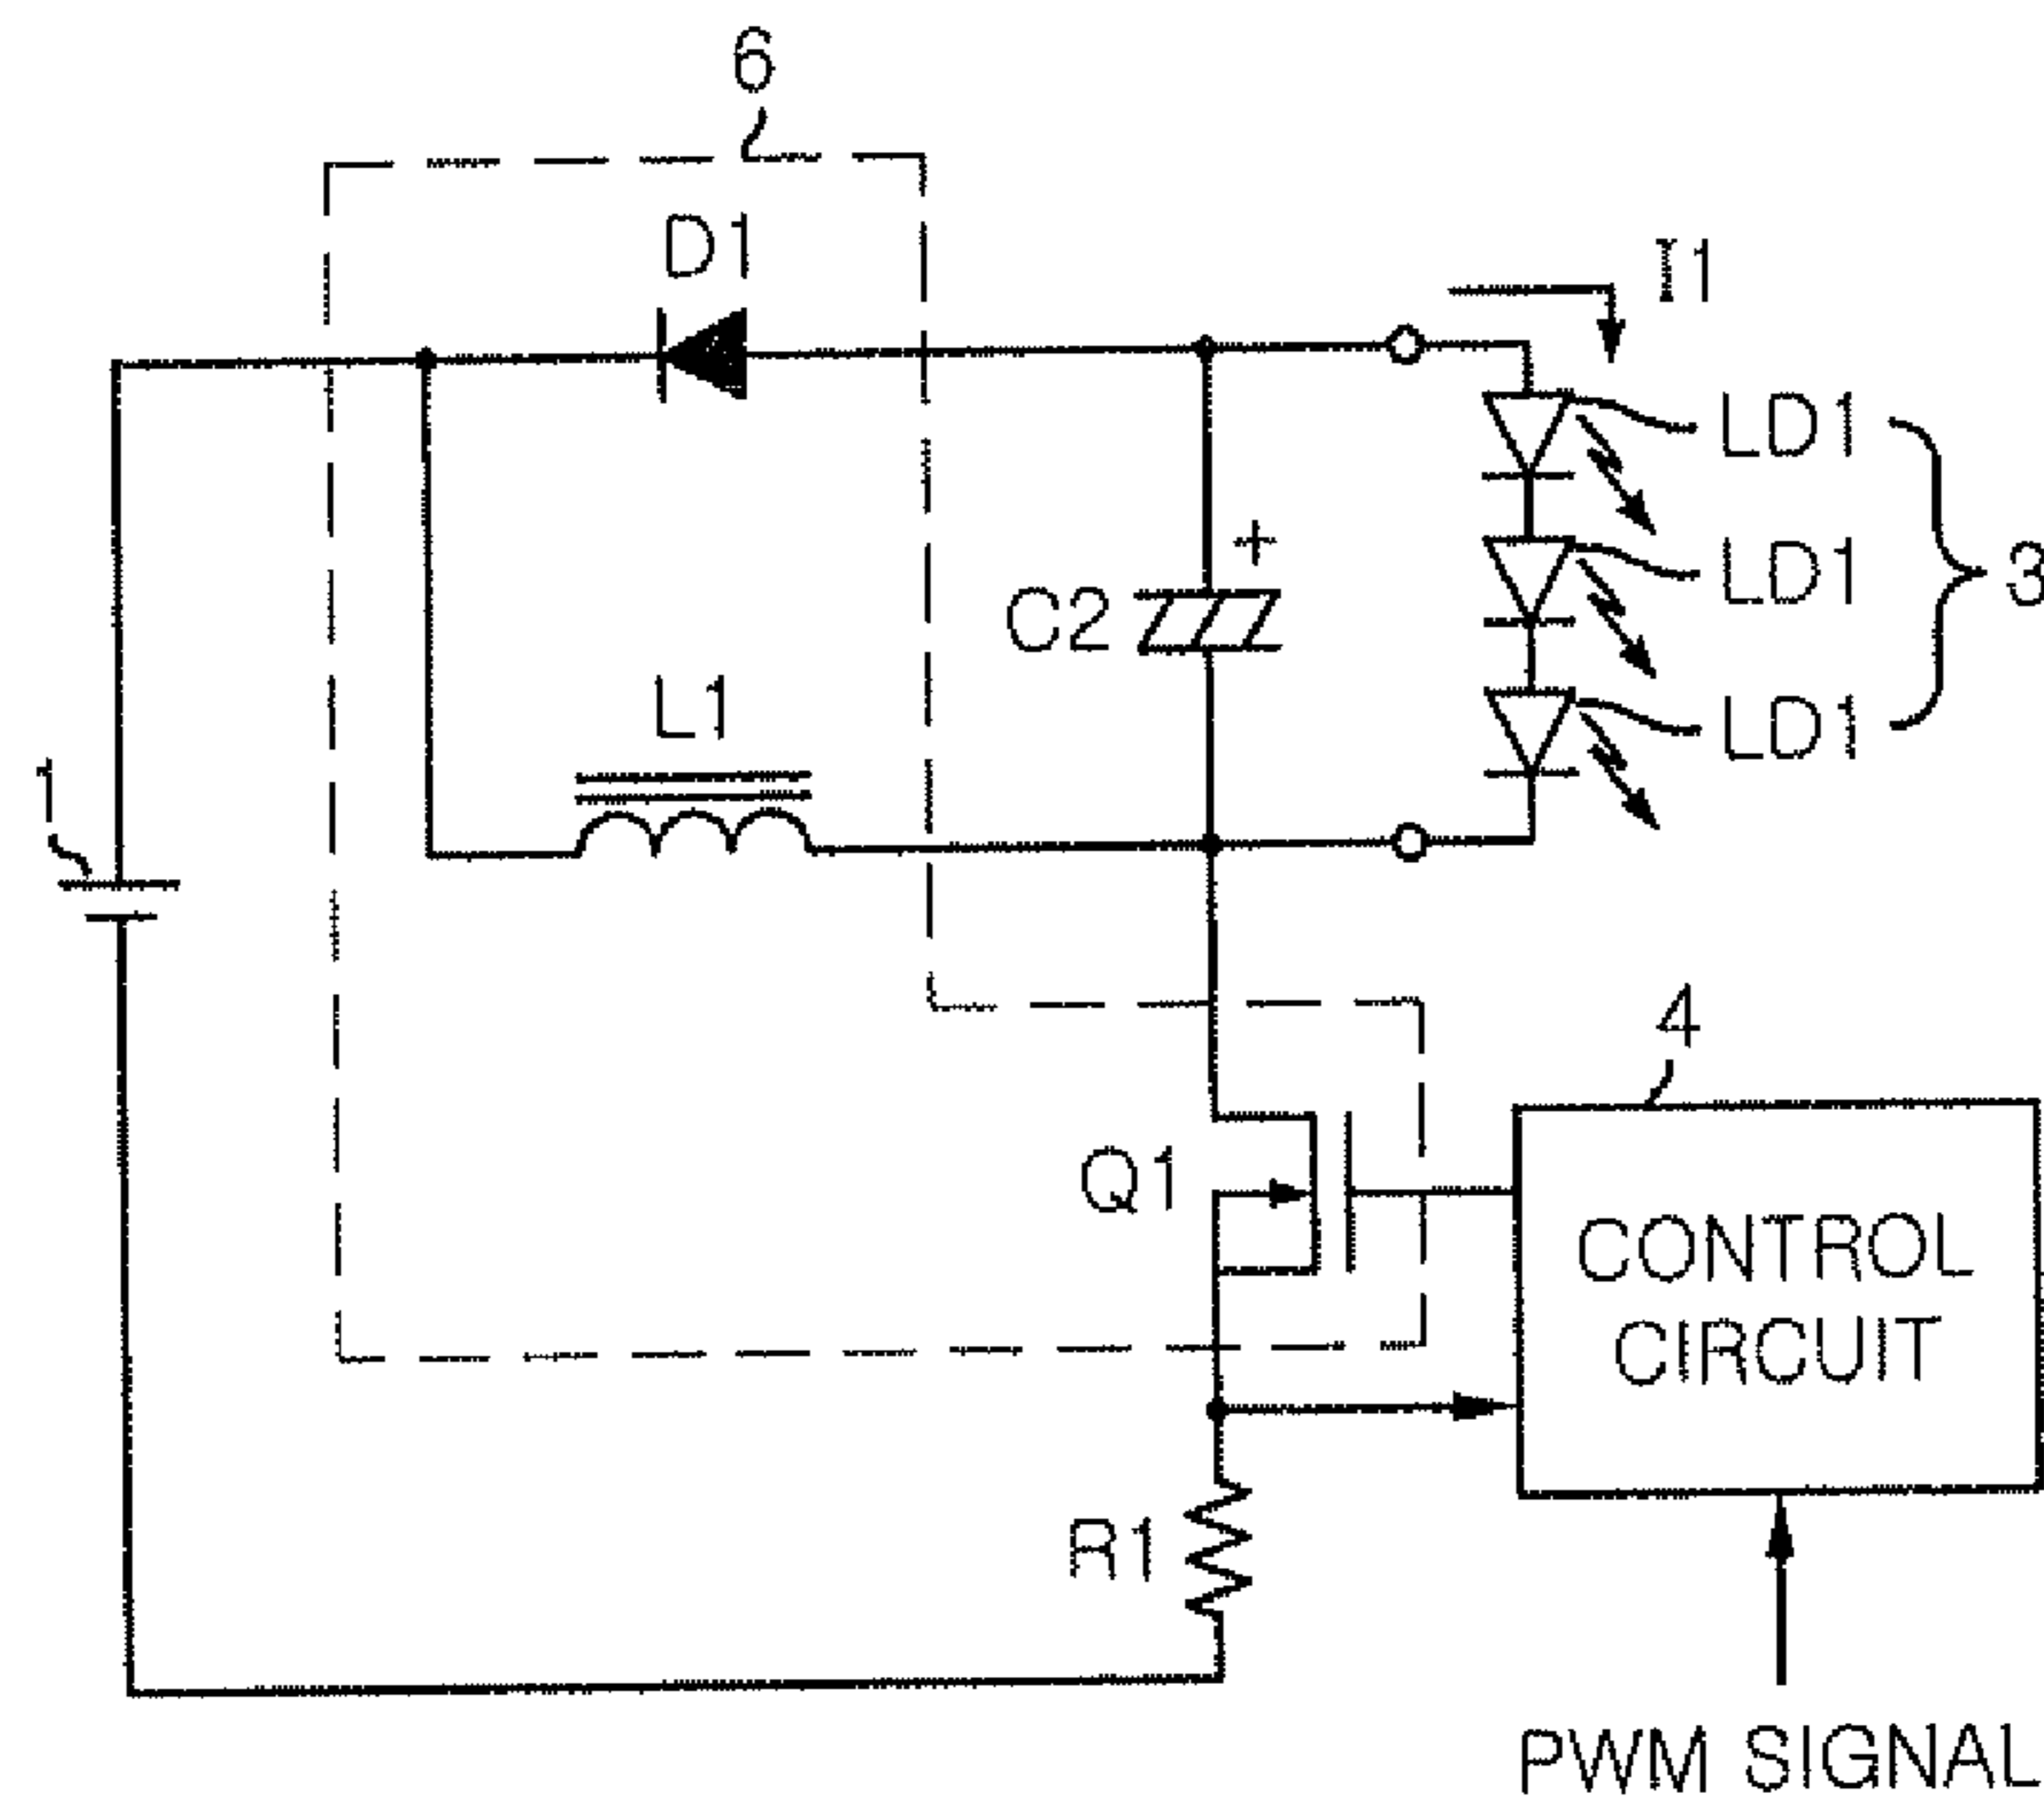 6
D1
I1
LD1
C2
LD1
3
L1
LD1
1
4
Q1
CONTROL
CIRCUIT
R1
PWM SIGNAL
+